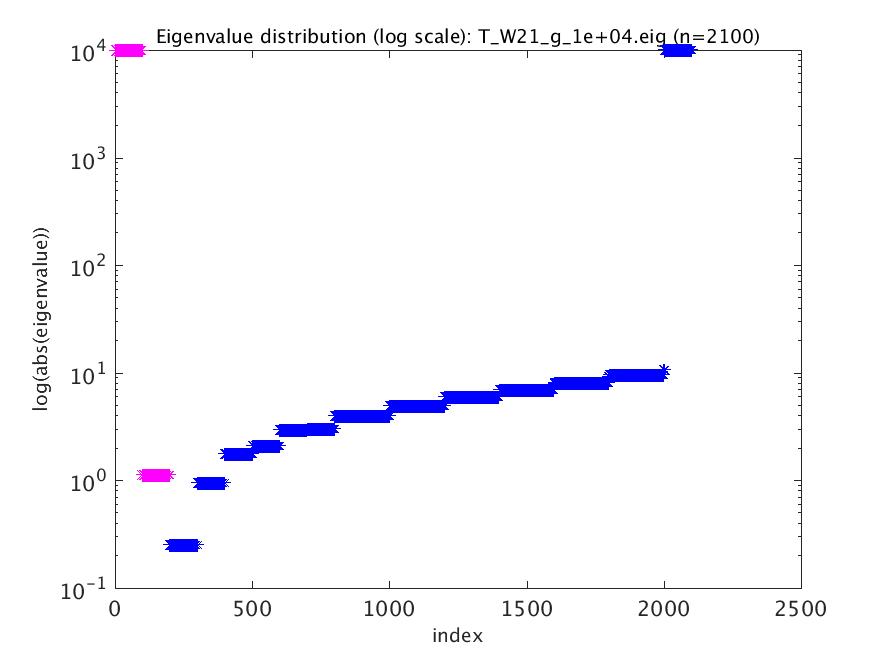 Eigenvalue distribution (log scale): T_W21_g_1e+04.eig (n=2100)
10^4
10^3
10^2
10^1
10^0
10^-1
log(abs(eigenvalue))
0 500 1000 1500 2000 2500
index